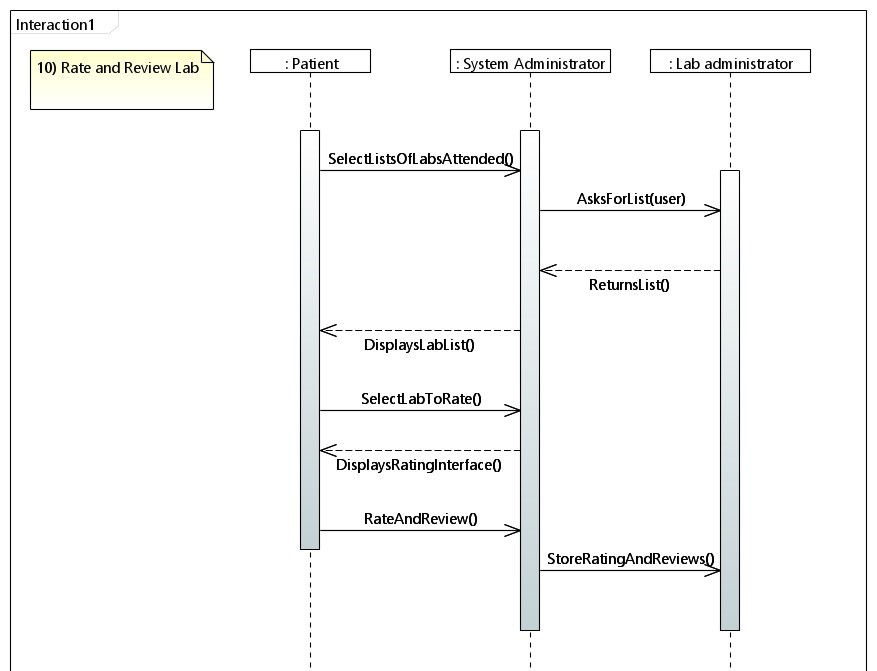 Interaction1
10) Rate and Review Lab
: Patient
: System Administrator
: Lab administrator
SelectListsOfLabsAttended()
AsksForList(user)
ReturnsList()
DisplaysLabList()
SelectLabToRate()
DisplaysRatingInterface()
RateAndReview()
StoreRatingAndReviews()